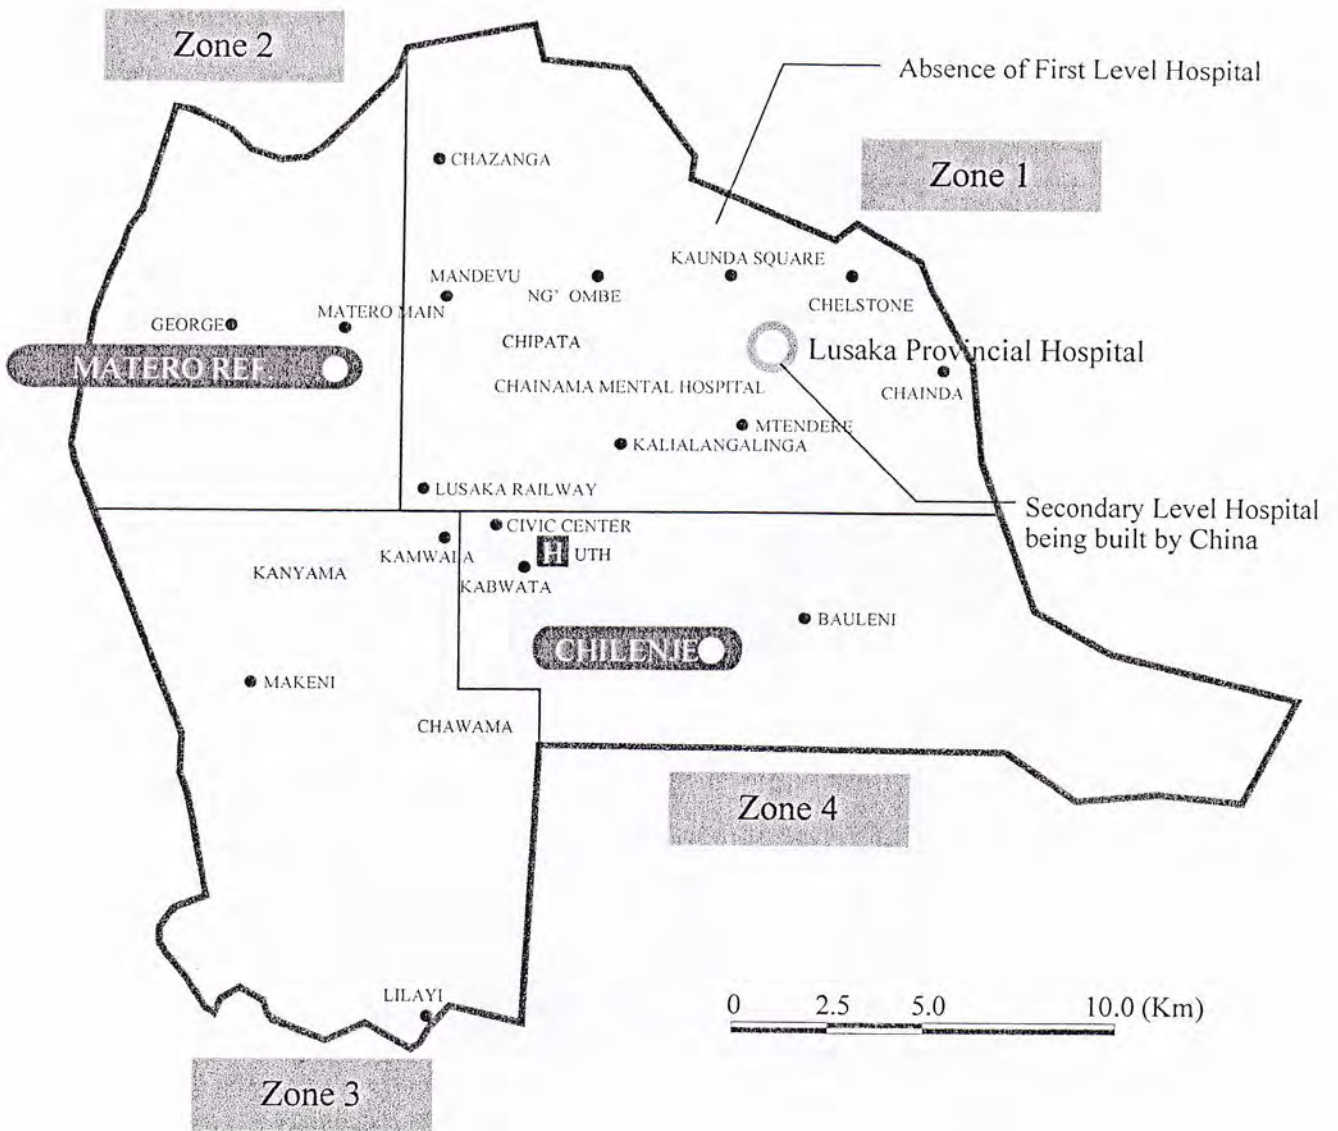 Zone 2
Absence of First Level Hospital
CHAZANGA
Zone 1
KAUNDA SQUARE
MANDEVU
NG' OMBE
CHELSTONE
GEORGE
MATERO MAIN
CHIPATA
Lusaka Provincial Hospital
MATERO REF.
CHAINAMA MENTAL HOSPITAL
CHAINDA
MTENDERE
KALIALANGALINGA
LUSAKA RAILWAY
Secondary Level Hospital
being built by China
CIVIC CENTER
KAMWALA
H UTH
KANYAMA
KABWATA
BAULENI
CHILENJE
MAKENI
CHAWAMA
Zone 4
LILAYI
0 2.5 5.0 10.0 (Km)
Zone 3